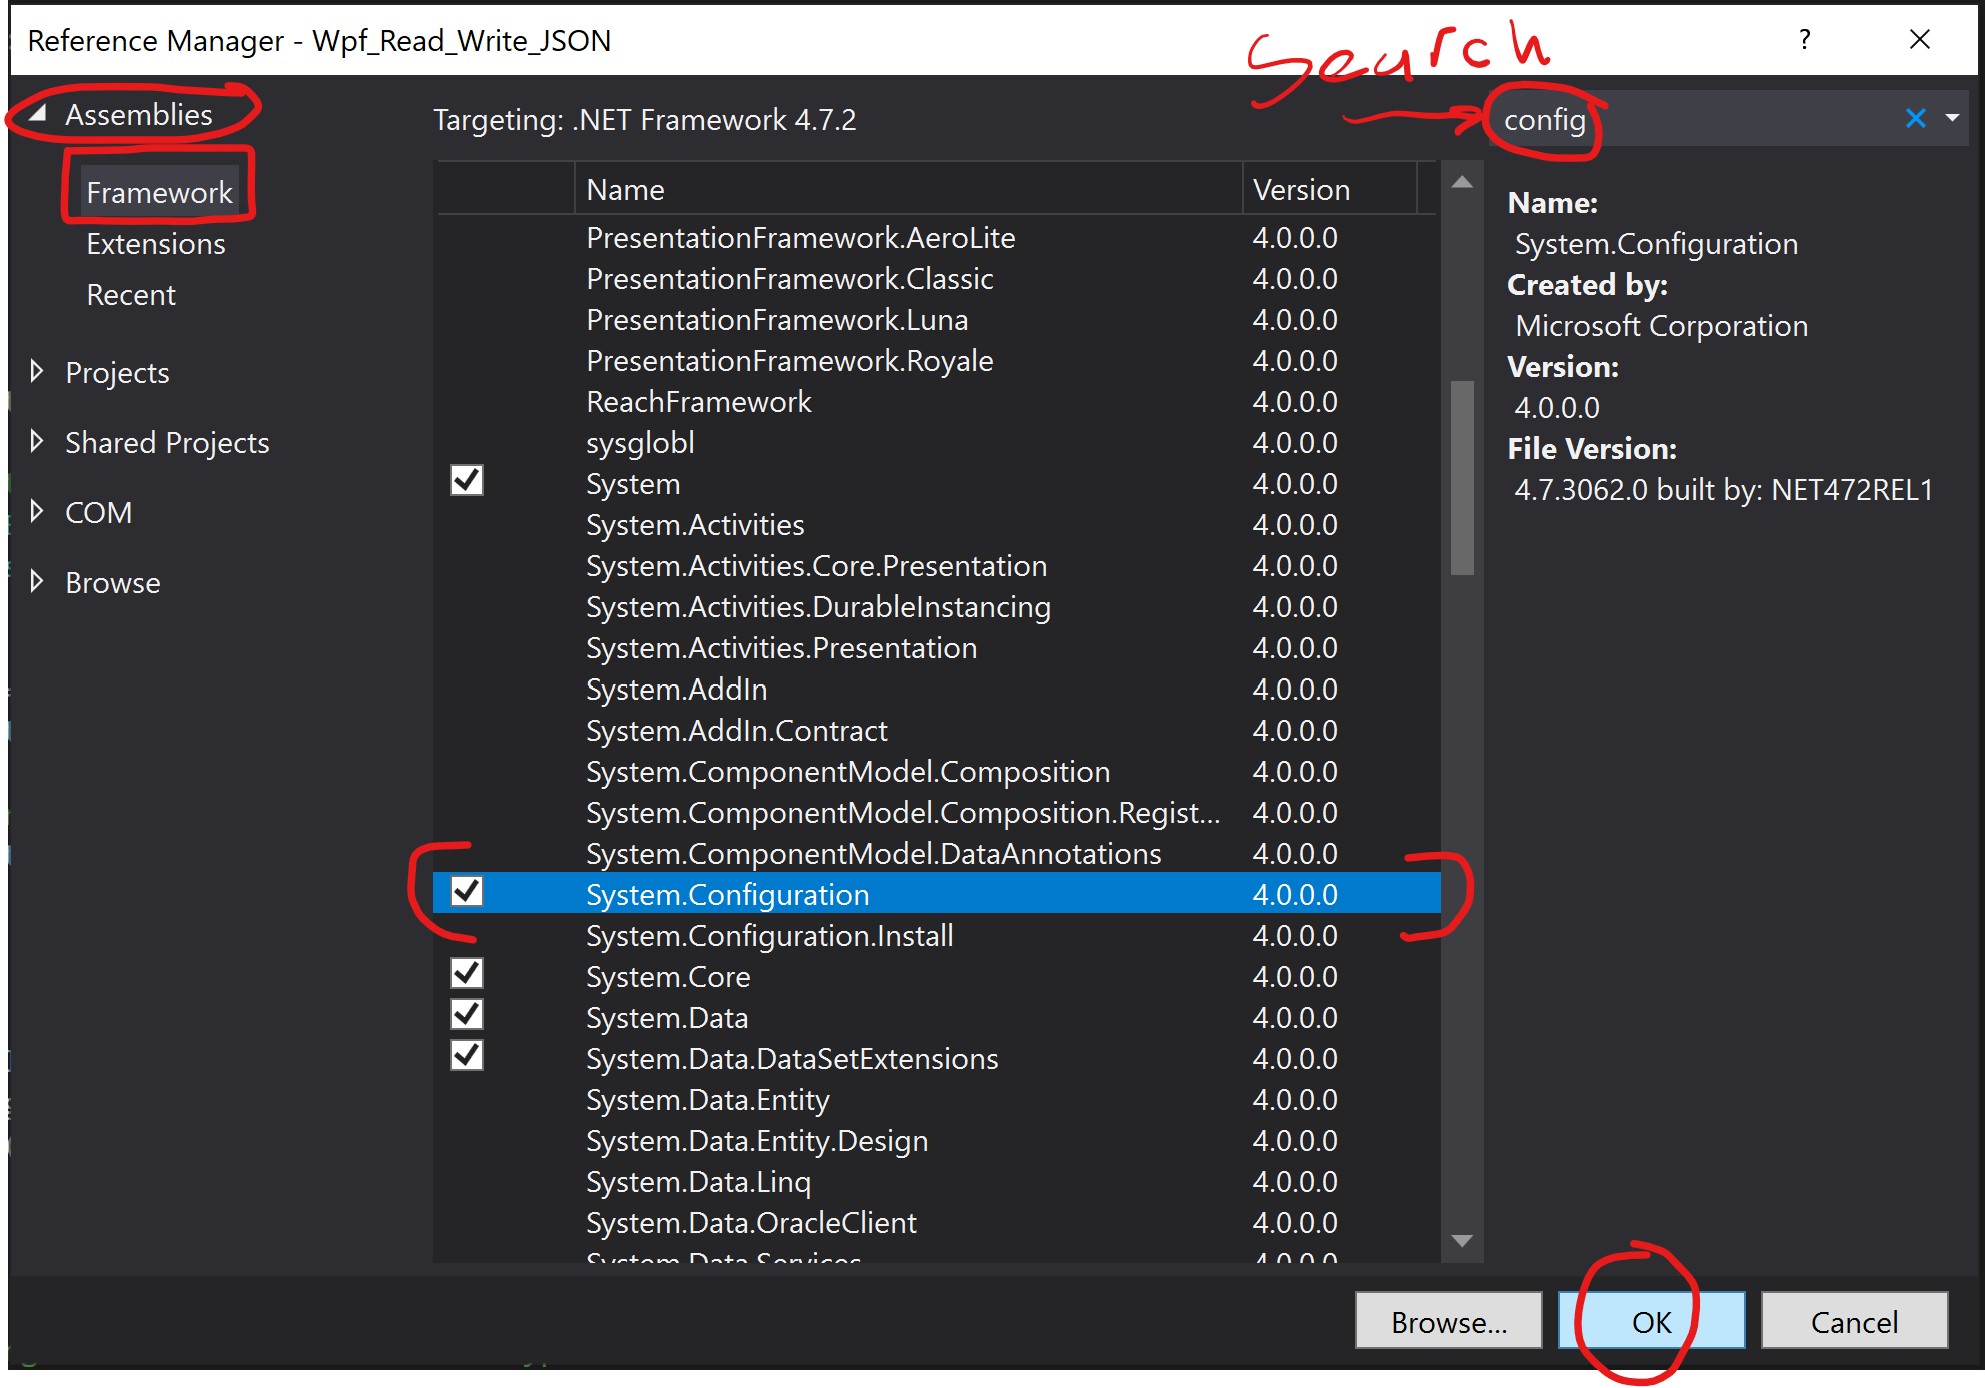 Reference Manager - Wpf_Read_Write_JSON
?
Search
Assemblies
Framework
Extensions
Recent
Projects
Shared Projects
COM
Browse
Targeting: .NET Framework 4.7.2
config
Name Version
PresentationFramework.AeroLite 4.0.0.0
PresentationFramework.Classic 4.0.0.0
PresentationFramework.Luna 4.0.0.0
PresentationFramework.Royale 4.0.0.0
ReachFramework 4.0.0.0
sysglobl 4.0.0.0
System 4.0.0.0
System.Activities 4.0.0.0
System.Activities.Core.Presentation 4.0.0.0
System.Activities.DurableInstancing 4.0.0.0
System.Activities.Presentation 4.0.0.0
System.AddIn 4.0.0.0
System.AddIn.Contract 4.0.0.0
System.ComponentModel.Composition 4.0.0.0
System.ComponentModel.Composition.Regist... 4.0.0.0
System.ComponentModel.DataAnnotations 4.0.0.0
System.Configuration 4.0.0.0
System.Configuration.Install 4.0.0.0
System.Core 4.0.0.0
System.Data 4.0.0.0
System.Data.DataSetExtensions 4.0.0.0
System.Data.Entity 4.0.0.0
System.Data.Entity.Design 4.0.0.0
System.Data.Linq 4.0.0.0
System.Data.OracleClient 4.0.0.0
System.Data.Services 4.0.0.0
Name:
System.Configuration
Created by:
Microsoft Corporation
Version:
4.0.0.0
File Version:
4.7.3062.0 built by: NET472REL1
Browse...
OK
Cancel